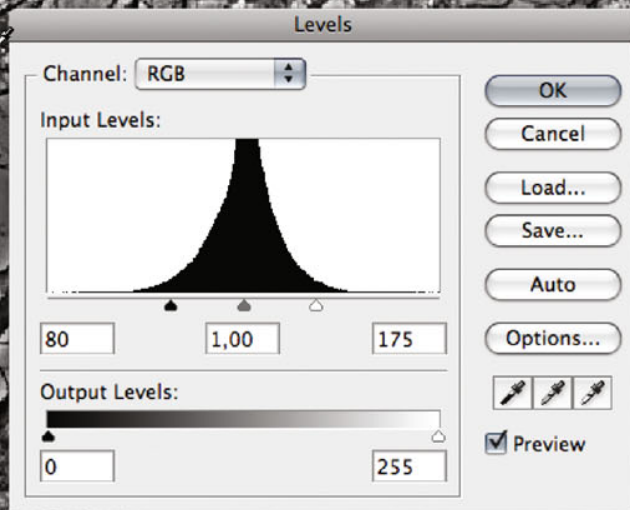 Levels
Channel: RGB
OK
Input Levels:
Cancel
Load...
Save...
Auto
80 1,00 175
Options...
Output Levels:
Preview
0 255